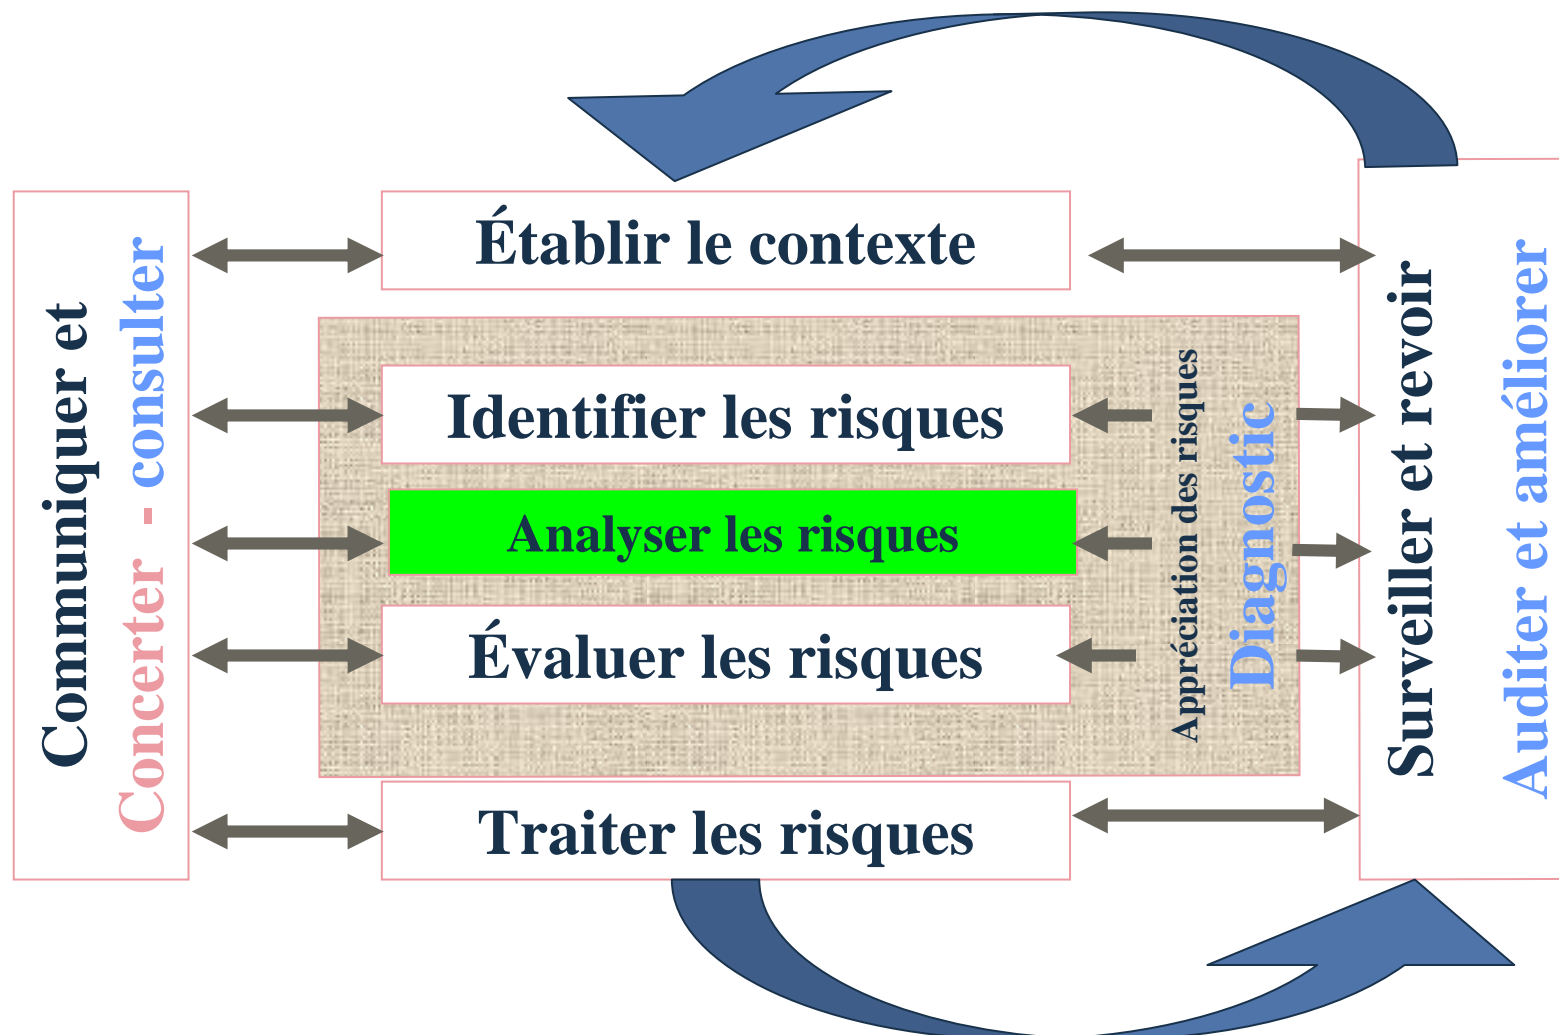 Communiquer et
Concerter - consulter
Établir le contexte
Identifier les risques
Analyser les risques
Évaluer les risques
Traiter les risques
Appréciation des risques
Diagnostic
Surveiller et revoir
Auditer et améliorer